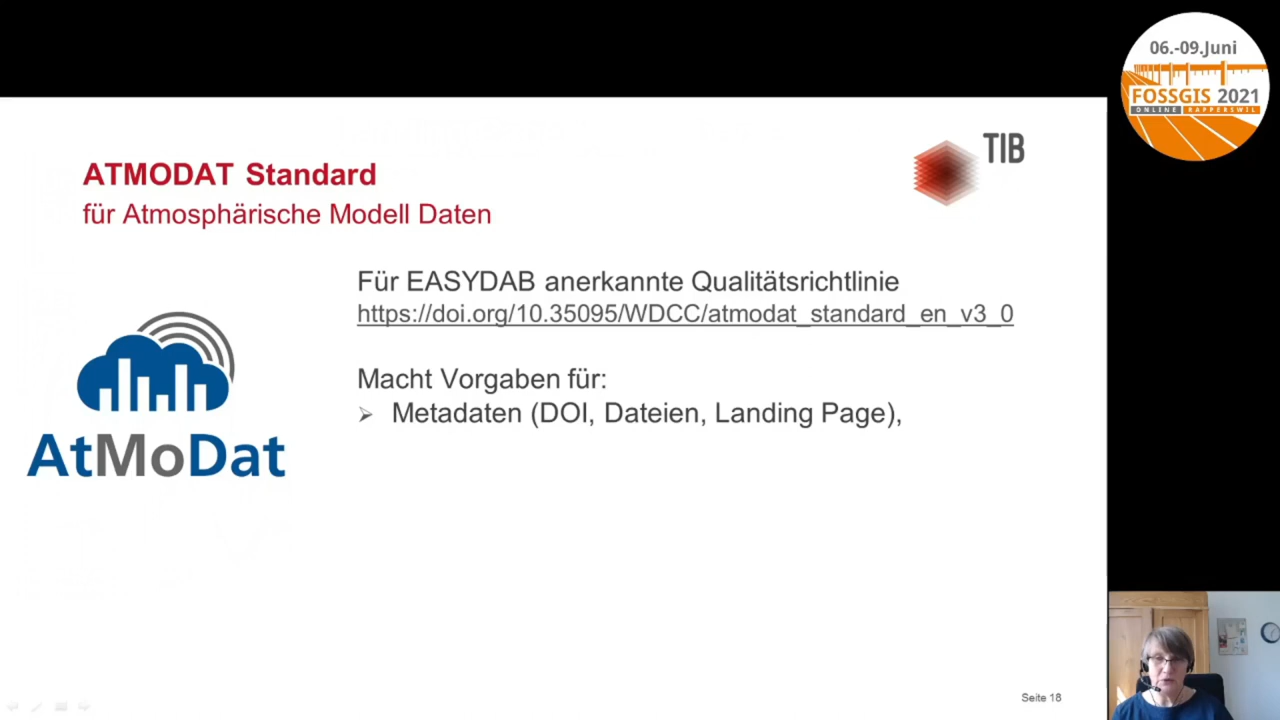 06.-09.Juni
FOSSGIS 2021
ONLINE RAPPERSWIL
TIB
ATMODAT Standard
für Atmosphärische Modell Daten
Für EASYDAB anerkannte Qualitätsrichtlinie
https://doi.org/10.35095/WDCC/atmodat_standard_en_v3_0
Macht Vorgaben für:
➢ Metadaten (DOI, Dateien, Landing Page),
AtMoDat
Seite 18